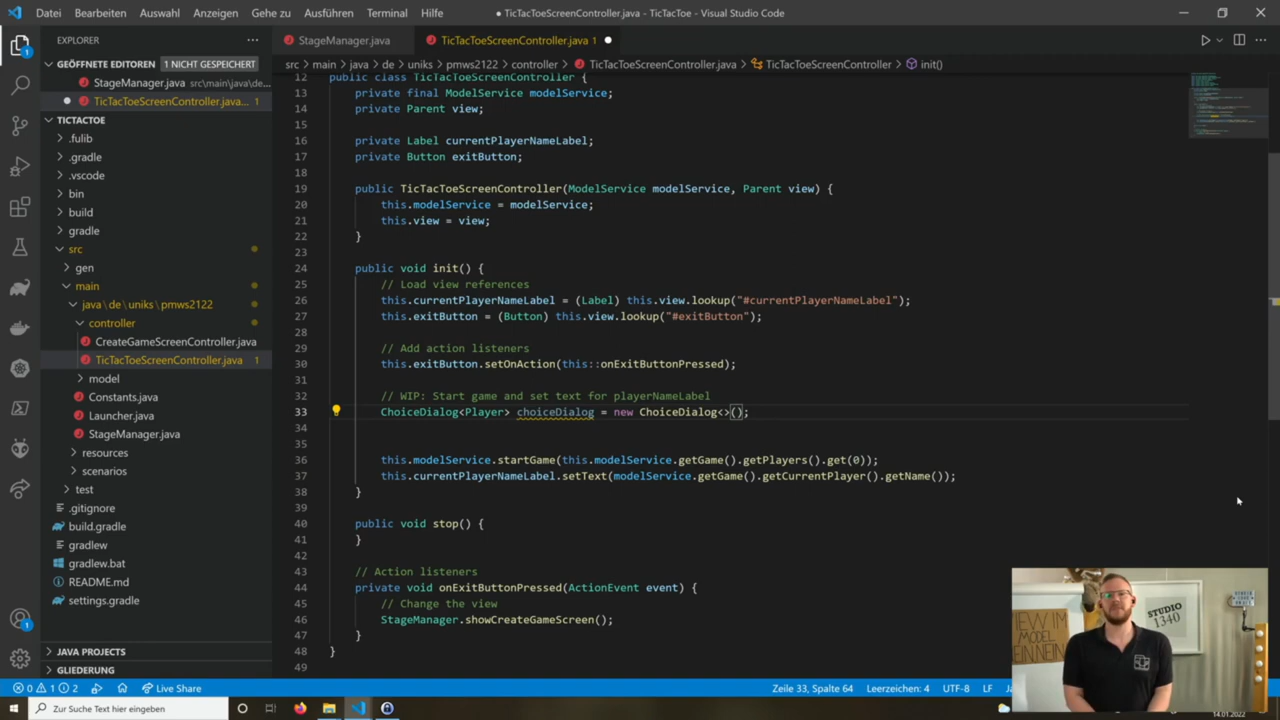 Datei Bearbeiten Auswahl Anzeigen Gehe zu Ausführen Terminal Hilfe
● TicTacToeScreenController.java - TicTacToe - Visual Studio Code
EXPLORER
StageManager.java
TicTacToeScreenController.java 1
GEÖFFNETE EDITOREN 1 NICHT GESPEICHERT
src > main > java > de > uniks > pmws2122 > controller > TicTacToeScreenController.java > TicTacToeScreenController > init()
StageManager.java src\main\java\de...
TicTacToeScreenController.java... 1
TICTACTOE
.fulib
.gradle
.vscode
bin
build
gradle
src
gen
main
java\de\uniks\pmws2122
controller
CreateGameScreenController.java
TicTacToeScreenController.java 1
model
Constants.java
Launcher.java
StageManager.java
resources
scenarios
test
.gitignore
build.gradle
gradlew
gradlew.bat
README.md
settings.gradle
JAVA PROJECTS
GLIEDERUNG
12 public class TicTacToeScreenController {
13 private final ModelService modelService;
14 private Parent view;
15
16 private Label currentPlayerNameLabel;
17 private Button exitButton;
18
19 public TicTacToeScreenController(ModelService modelService, Parent view) {
20 this.modelService = modelService;
21 this.view = view;
22 }
23
24 public void init() {
25 // Load view references
26 this.currentPlayerNameLabel = (Label) this.view.lookup("#currentPlayerNameLabel");
27 this.exitButton = (Button) this.view.lookup("#exitButton");
28
29 // Add action listeners
30 this.exitButton.setOnAction(this::onExitButtonPressed);
31
32 // WIP: Start game and set text for playerNameLabel
33 ChoiceDialog<Player> choiceDialog = new ChoiceDialog<>();
34
35
36 this.modelService.startGame(this.modelService.getGame().getPlayers().get(0));
37 this.currentPlayerNameLabel.setText(modelService.getGame().getCurrentPlayer().getName());
38 }
39
40 public void stop() {
41 }
42
43 // Action listeners
44 private void onExitButtonPressed(ActionEvent event) {
45 // Change the view
46 StageManager.showCreateGameScreen();
47 }
48 }
49
STUDIO
1340
VIEW IM
MODEL
EIN NEIN
0 1 2 Live Share
Zeile 33, Spalte 64 Leerzeichen: 4 UTF-8 LF
Zur Suche Text hier eingeben
14.01.2022